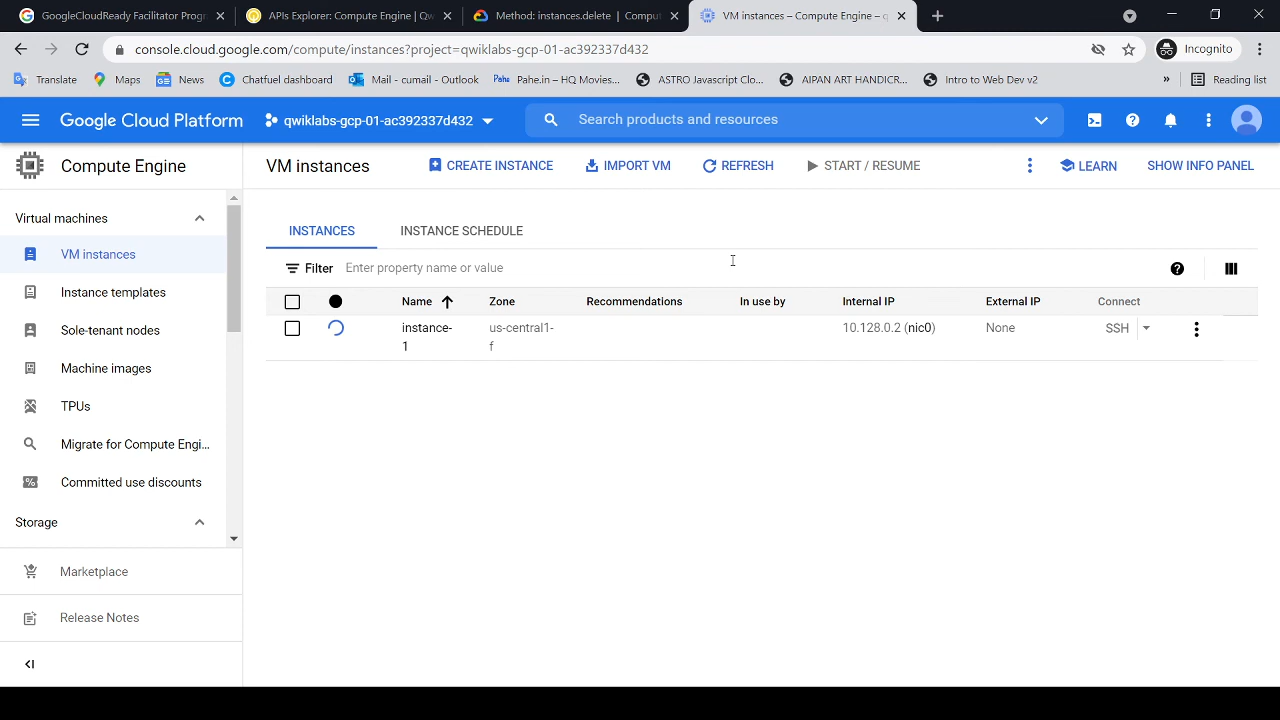 GoogleCloudReady Facilitator Progr
APIs Explorer: Compute Engine | Qw
Method: instances.delete | Comput
VM instances – Compute Engine – q
console.cloud.google.com/compute/instances?project=qwiklabs-gcp-01-ac392337d432
Incognito
Translate
Maps
News
Chatfuel dashboard
Mail - cumail - Outlook
Pahe.in – HQ Movies...
ASTRO Javascript Clo...
AIPAN ART HANDICR...
Intro to Web Dev v2
»
Reading list
Google Cloud Platform
qwiklabs-gcp-01-ac392337d432
Search products and resources
Compute Engine
VM instances
CREATE INSTANCE
IMPORT VM
REFRESH
START / RESUME
LEARN
SHOW INFO PANEL
Virtual machines
VM instances
Instance templates
Sole-tenant nodes
Machine images
TPUs
Migrate for Compute Engi...
Committed use discounts
Storage
Marketplace
Release Notes
INSTANCES
INSTANCE SCHEDULE
Filter Enter property name or value
Name
Zone
Recommendations
In use by
Internal IP
External IP
Connect
instance-
1
us-central1-
f
10.128.0.2 (nic0)
None
SSH